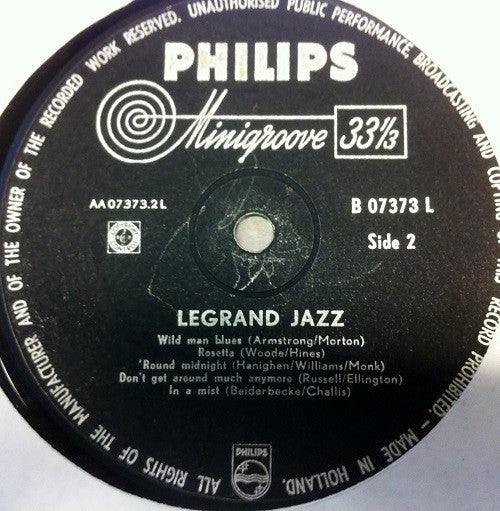 ALL RIGHTS OF THE MANUFACTURER AND OF THE OWNER OF THE RECORDED WORK RESERVED. UNAUTHORISED PUBLIC PERFORMANCE, BROADCASTING AND RECORD PROHIBITED. – MADE IN HOLLAND.
PHILIPS
Minigroove 33⅓
AA 07373.2L
B 07373 L
Side 2
LEGRAND JAZZ
Wild man blues (Armstrong/Morton)
Rosetta (Woode/Hines)
'Round midnight (Hanighen/Williams/Monk)
Don't get around much anymore (Russell/Ellington)
In a mist (Beiderbecke/Challis)
PHILIPS